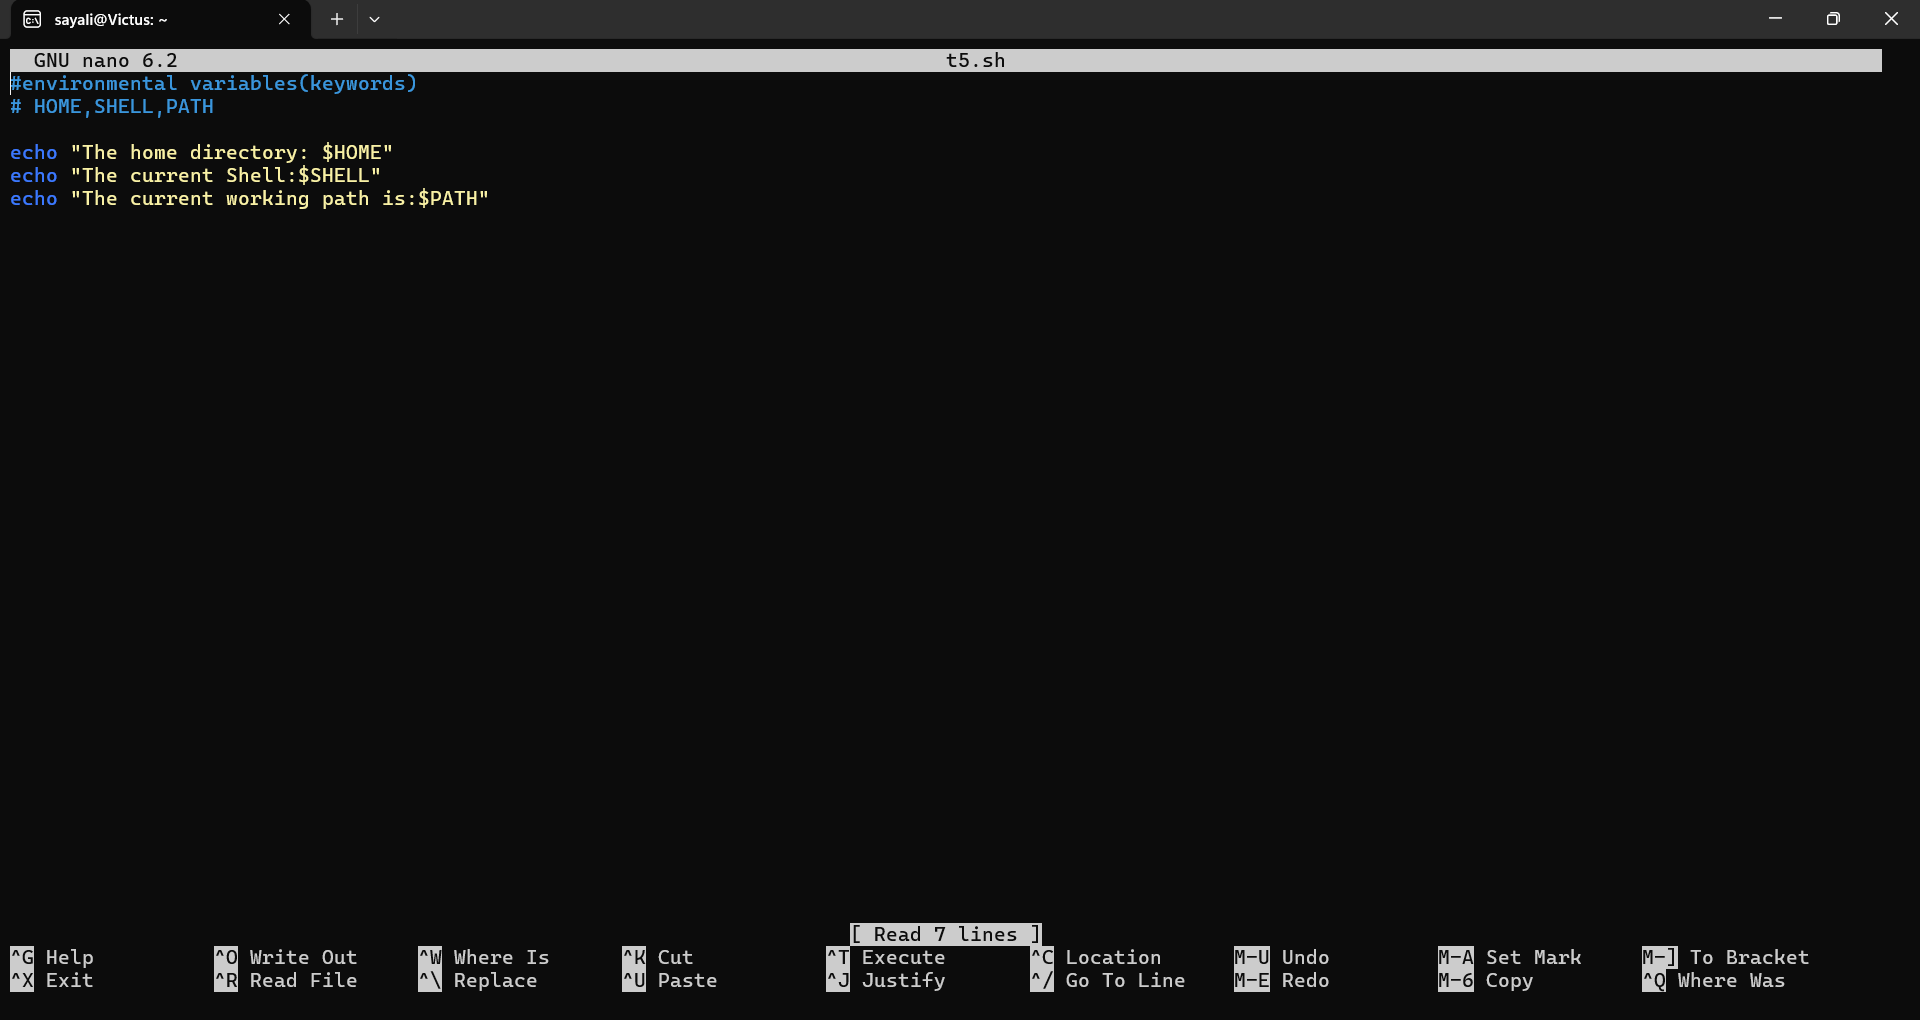 sayali@Victus: ~
GNU nano 6.2 t5.sh
#environmental variables(keywords)
# HOME,SHELL,PATH
echo "The home directory: $HOME"
echo "The current Shell:$SHELL"
echo "The current working path is:$PATH"
[ Read 7 lines ]
^G Help ^O Write Out ^W Where Is ^K Cut ^T Execute ^C Location M-U Undo M-A Set Mark M-] To Bracket
^X Exit ^R Read File ^\ Replace ^U Paste ^J Justify ^/ Go To Line M-E Redo M-6 Copy ^Q Where Was